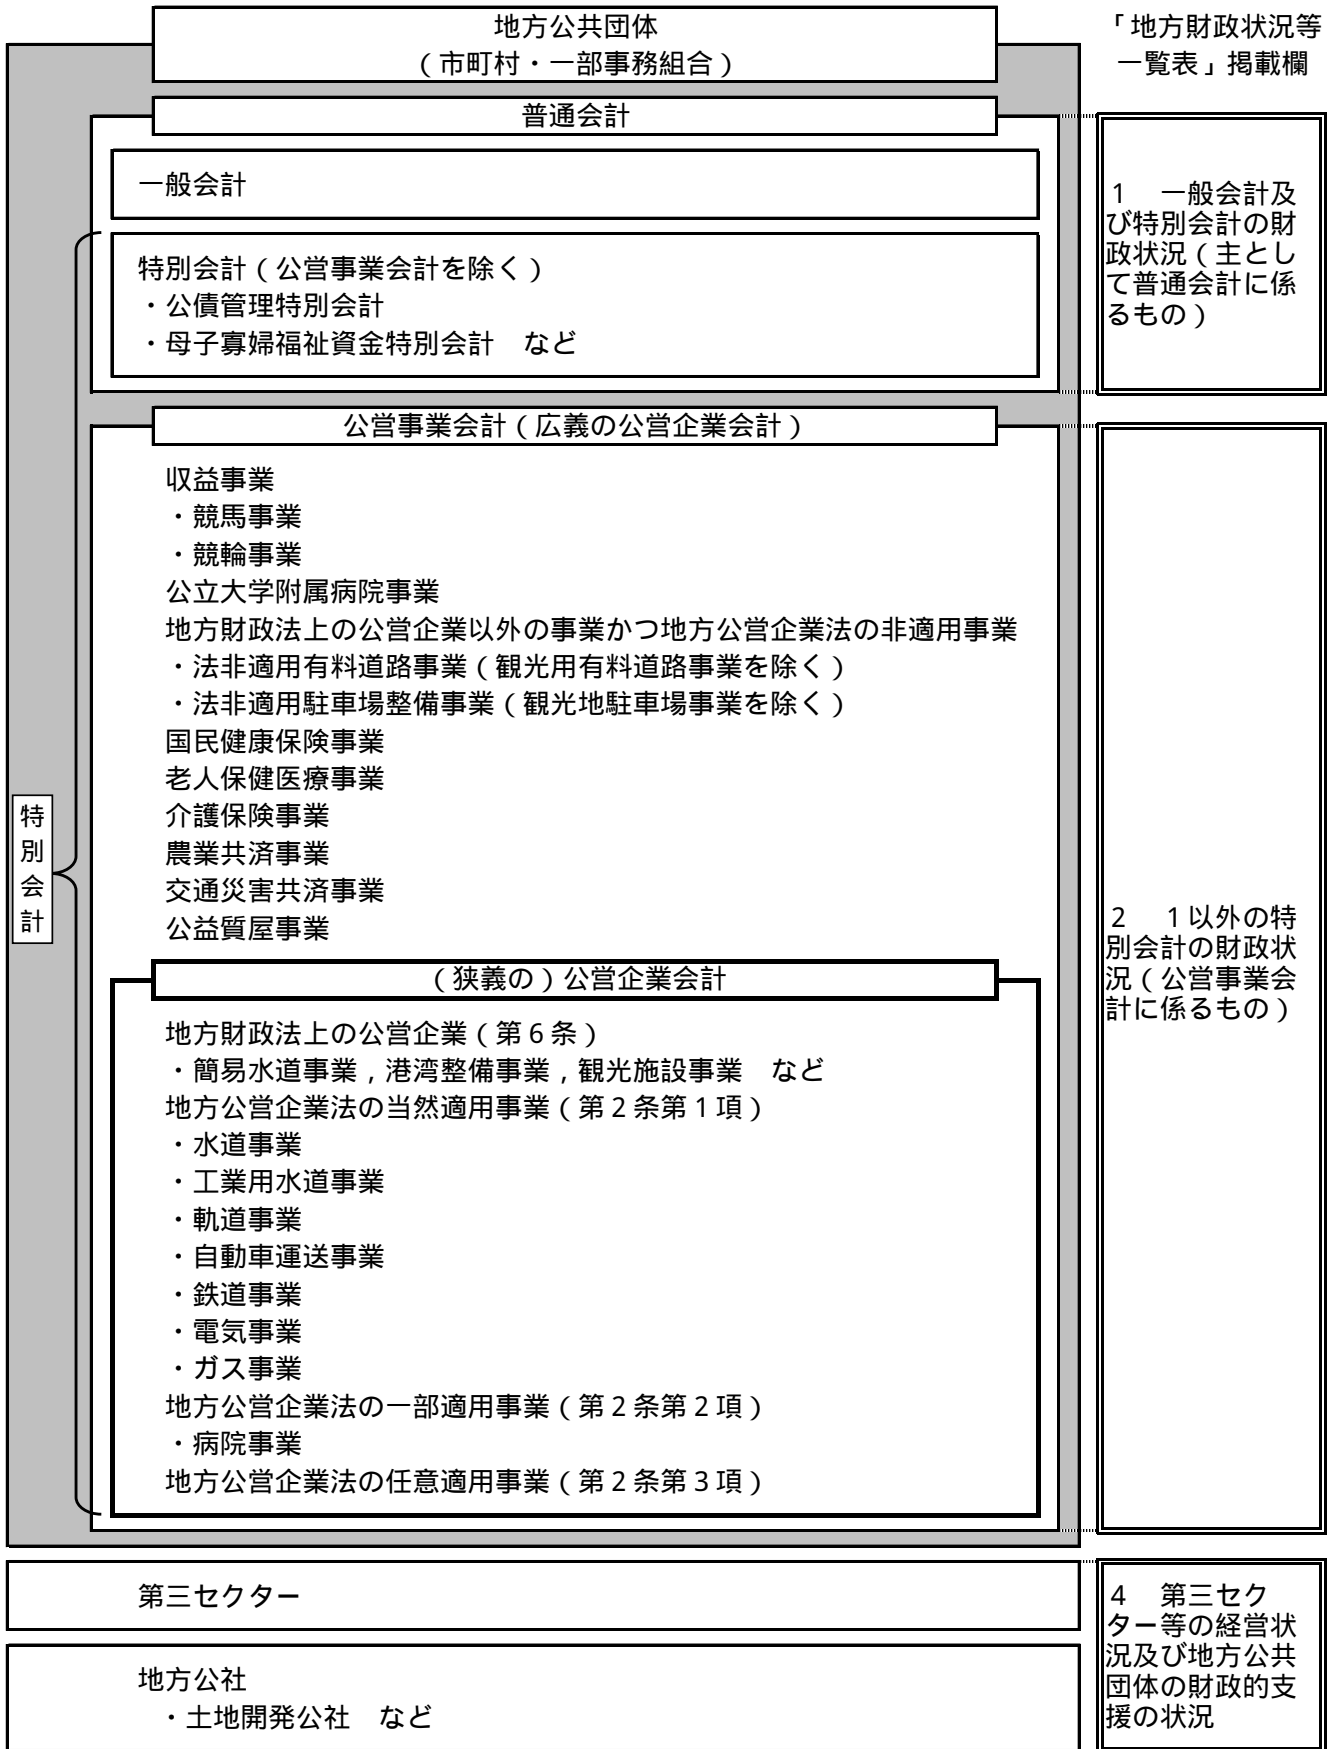 地方公共団体
（市町村・一部事務組合）
「地方財政状況等
一覧表」掲載欄
普通会計
一般会計
特別会計（公営事業会計を除く）
・公債管理特別会計
・母子寡婦福祉資金特別会計　など
1　一般会計及
び特別会計の財
政状況（主とし
て普通会計に係
るもの）
公営事業会計（広義の公営企業会計）
収益事業
・競馬事業
・競輪事業
公立大学附属病院事業
地方財政法上の公営企業以外の事業かつ地方公営企業法の非適用事業
・法非適用有料道路事業（観光用有料道路事業を除く）
・法非適用駐車場整備事業（観光地駐車場事業を除く）
国民健康保険事業
老人保健医療事業
介護保険事業
農業共済事業
交通災害共済事業
公益質屋事業
特
別
会
計
（狭義の）公営企業会計
地方財政法上の公営企業（第6条）
・簡易水道事業，港湾整備事業，観光施設事業　など
地方公営企業法の当然適用事業（第2条第1項）
・水道事業
・工業用水道事業
・軌道事業
・自動車運送事業
・鉄道事業
・電気事業
・ガス事業
地方公営企業法の一部適用事業（第2条第2項）
・病院事業
地方公営企業法の任意適用事業（第2条第3項）
2　1以外の特
別会計の財政状
況（公営事業会
計に係るもの）
第三セクター
地方公社
・土地開発公社　など
4　第三セク
ター等の経営状
況及び地方公共
団体の財政的支
援の状況